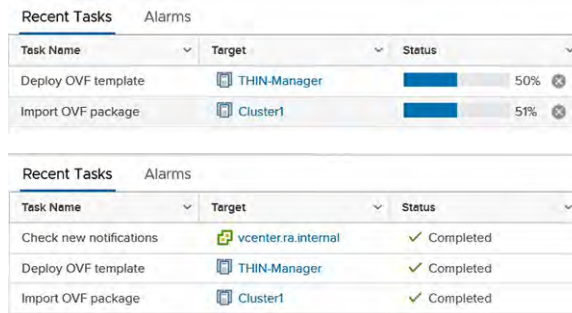 Recent Tasks Alarms
Task Name Target Status
Deploy OVF template THIN-Manager 50%
Import OVF package Cluster1 51%
Recent Tasks Alarms
Task Name Target Status
Check new notifications vcenter.ra.internal Completed
Deploy OVF template THIN-Manager Completed
Import OVF package Cluster1 Completed